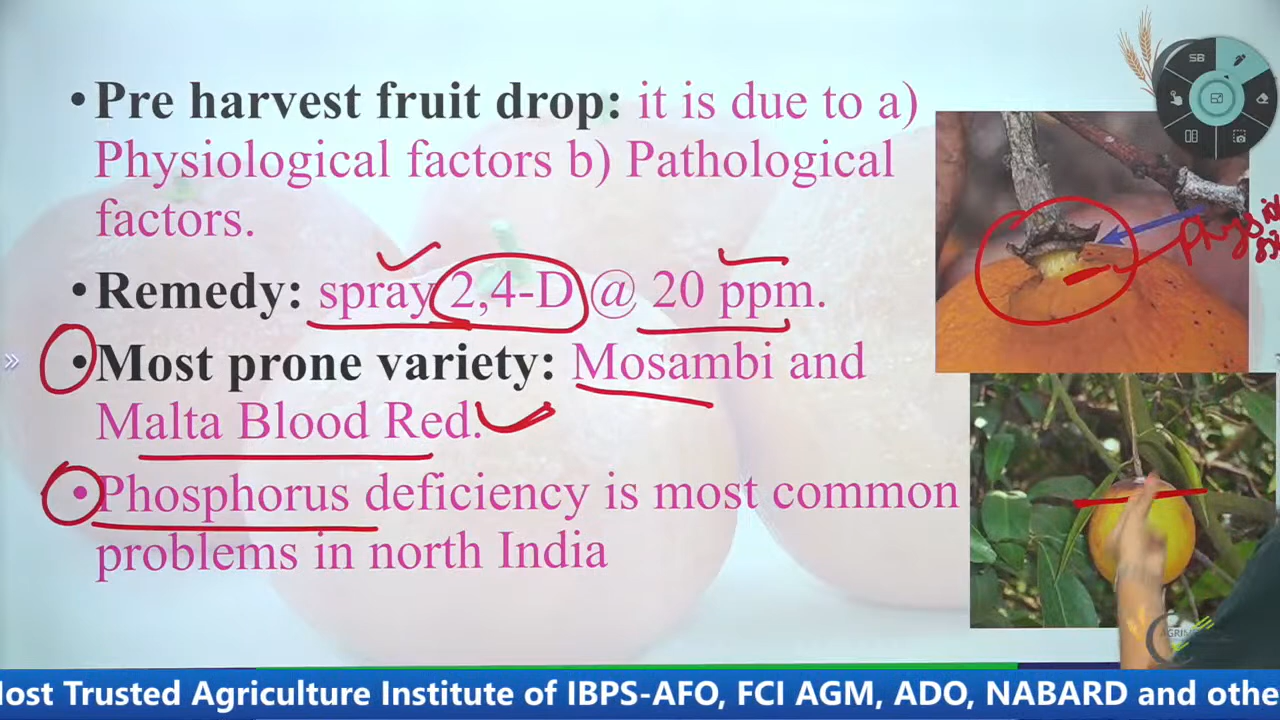 • Pre harvest fruit drop: it is due to a)
Physiological factors b) Pathological
factors.
• Remedy: spray 2,4-D @ 20 ppm.
• Most prone variety: Mosambi and
Malta Blood Red.
• Phosphorus deficiency is most common
problems in north India
SB
Most Trusted Agriculture Institute of IBPS-AFO, FCI AGM, ADO, NABARD and othe